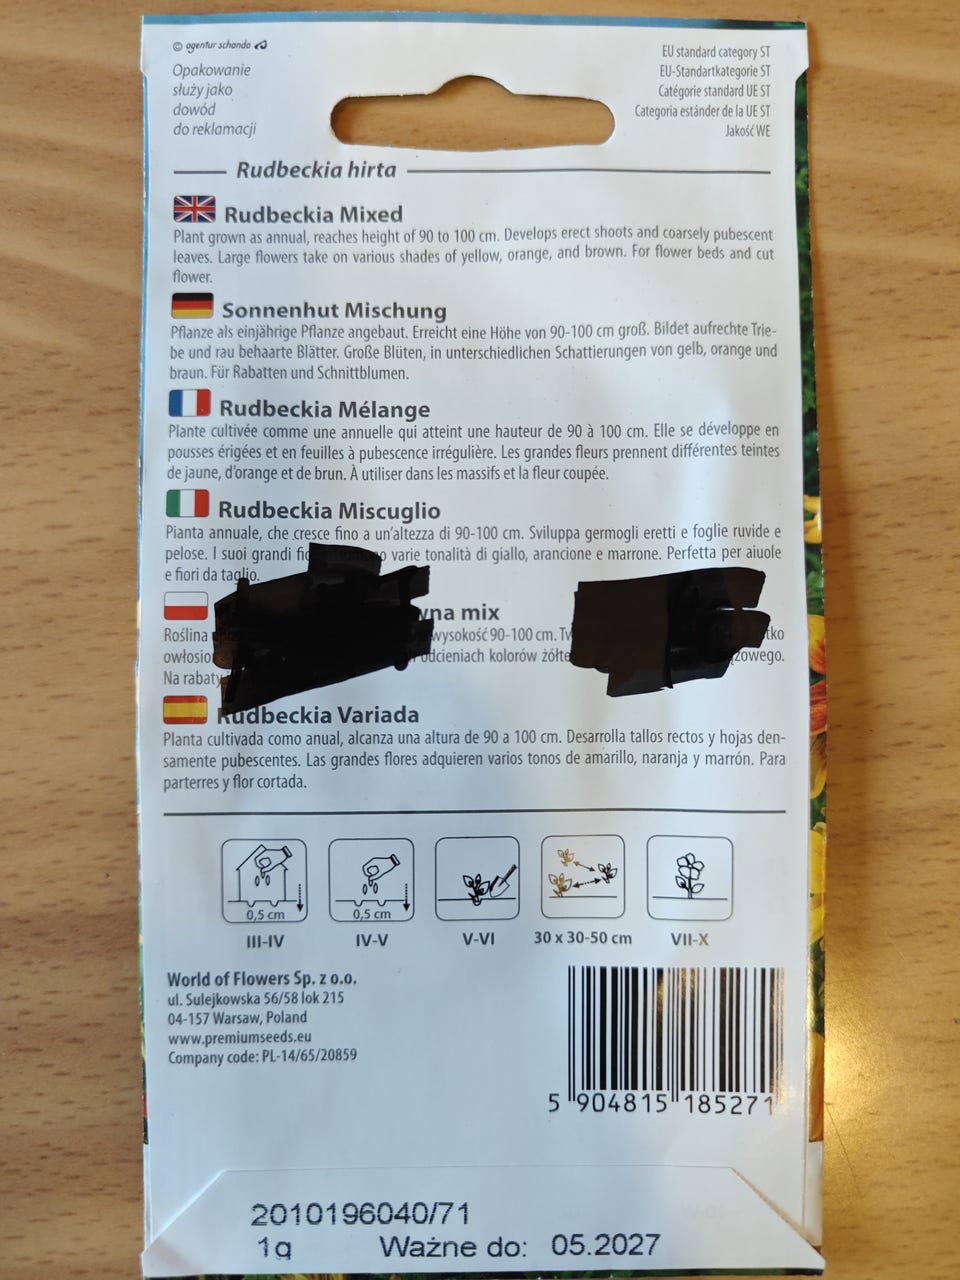 © agentur schanda
Opakowanie
służy jako
dowód
do reklamacji
EU standard category ST
EU-Standartkategorie ST
Catégorie standard UE ST
Categoria estánder de la UE ST
Jakość WE
Rudbeckia hirta
Rudbeckia Mixed
Plant grown as annual, reaches height of 90 to 100 cm. Develops erect shoots and coarsely pubescent
leaves. Large flowers take on various shades of yellow, orange, and brown. For flower beds and cut
flower.
Sonnenhut Mischung
Pflanze als einjährige Pflanze angebaut. Erreicht eine Höhe von 90-100 cm groß. Bildet aufrechte Trie-
be und rau behaarte Blätter. Große Blüten, in unterschiedlichen Schattierungen von gelb, orange und
braun. Für Rabatten und Schnittblumen.
Rudbeckia Mélange
Plante cultivée comme une annuelle qui atteint une hauteur de 90 à 100 cm. Elle se développe en
pousses érigées et en feuilles à pubescence irrégulière. Les grandes fleurs prennent différentes teintes
de jaune, d'orange et de brun. À utiliser dans les massifs et la fleur coupée.
Rudbeckia Miscuglio
Pianta annuale, che cresce fino a un'altezza di 90-100 cm. Sviluppa germogli eretti e foglie ruvide e
pelose. I suoi grandi varie tonalità di giallo, arancione e marrone. Perfetta per aiuole
e fiori da taglio.
mix
Roślina wysokość 90-100 cm.
odcieniach kolorów
Na rabaty
Rudbeckia Variada
Planta cultivada como anual, alcanza una altura de 90 a 100 cm. Desarrolla tallos rectos y hojas den-
samente pubescentes. Las grandes flores adquieren varios tonos de amarillo, naranja y marrón. Para
parterres y flor cortada.
0,5 cm 0,5 cm
III-IV IV-V V-VI 30 x 30-50 cm VII-X
World of Flowers Sp. z o.o.
ul. Sulejkowska 56/58 lok 215
04-157 Warsaw, Poland
www.premiumseeds.eu
Company code: PL-14/65/20859
5 904815 185271
2010196040/71
1g Ważne do: 05.2027